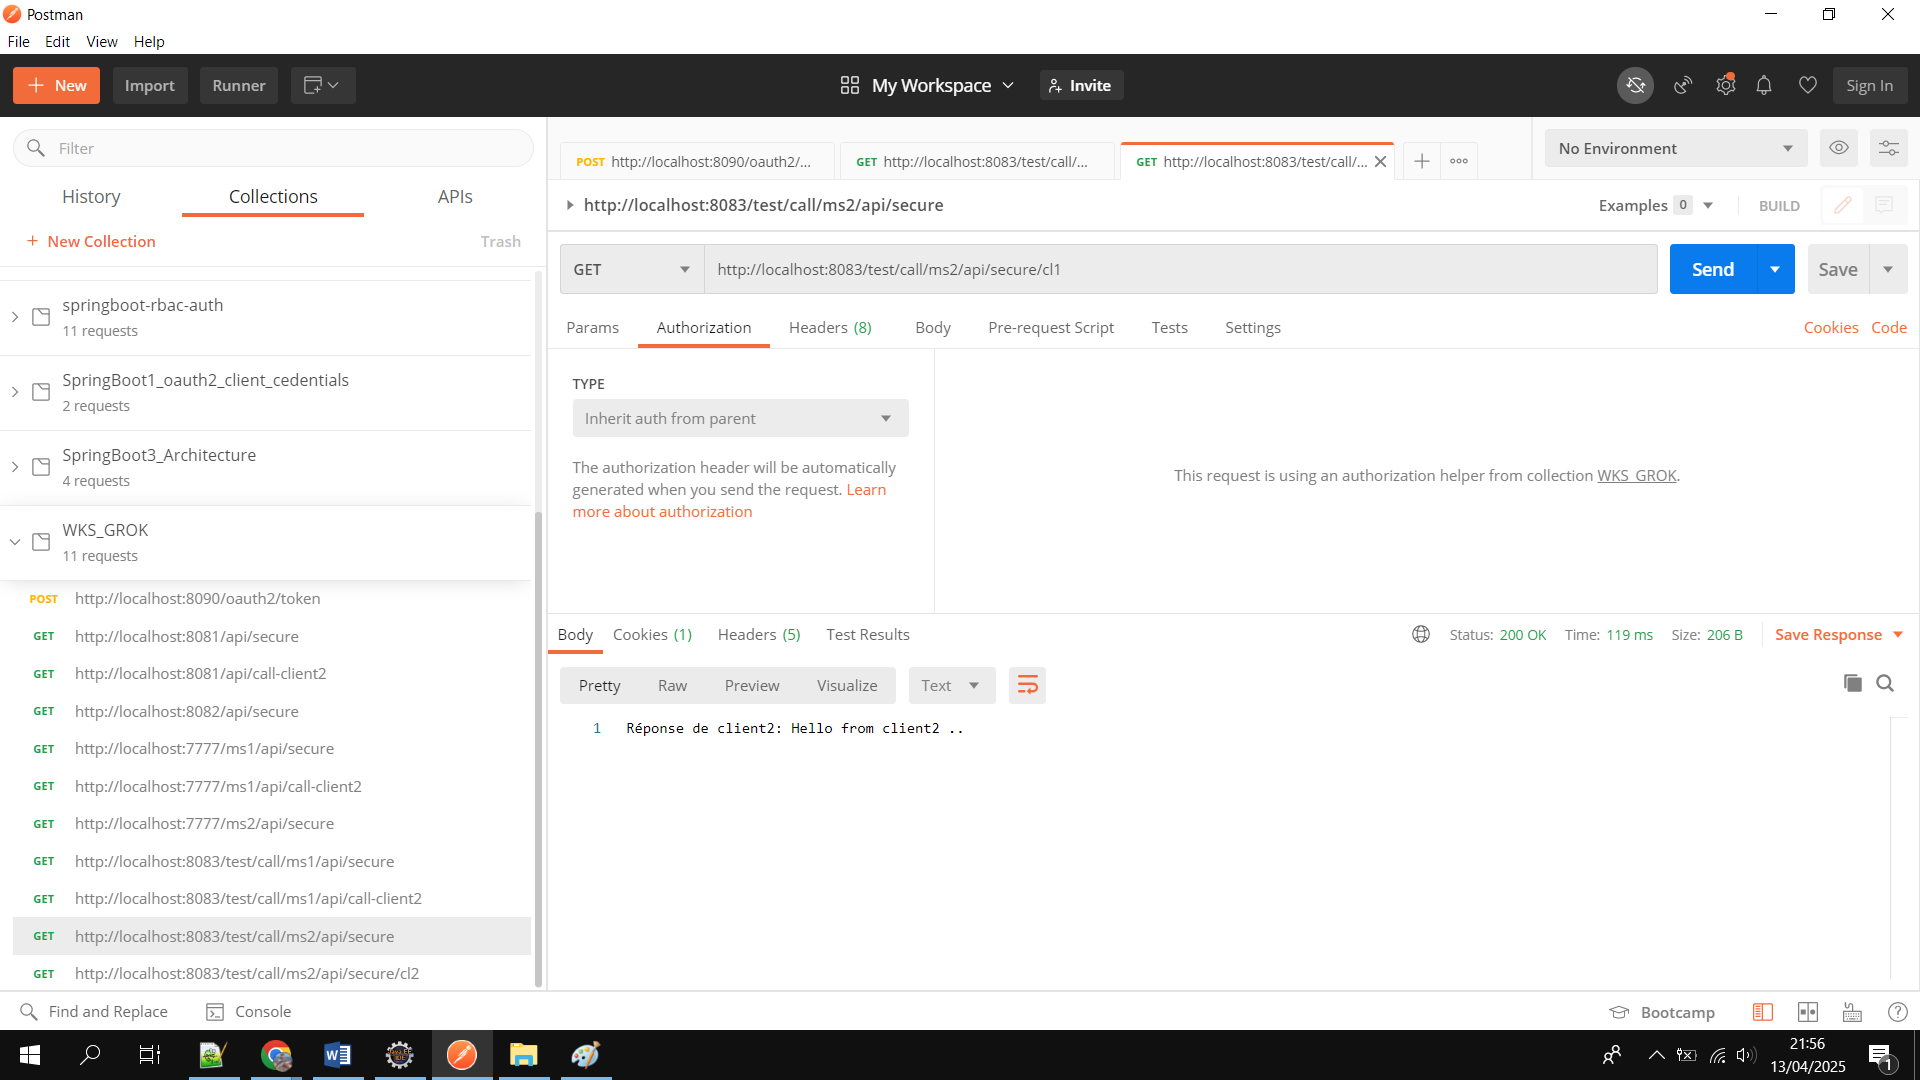 Postman
File Edit View Help
New Import Runner My Workspace Invite Sign In
Filter
History Collections APIs
+ New Collection Trash
springboot-rbac-auth
11 requests
SpringBoot1_oauth2_client_cedentials
2 requests
SpringBoot3_Architecture
4 requests
WKS_GROK
11 requests
POST http://localhost:8090/oauth2/token
GET http://localhost:8081/api/secure
GET http://localhost:8081/api/call-client2
GET http://localhost:8082/api/secure
GET http://localhost:7777/ms1/api/secure
GET http://localhost:7777/ms1/api/call-client2
GET http://localhost:7777/ms2/api/secure
GET http://localhost:8083/test/call/ms1/api/secure
GET http://localhost:8083/test/call/ms1/api/call-client2
GET http://localhost:8083/test/call/ms2/api/secure
GET http://localhost:8083/test/call/ms2/api/secure/cl2
POST http://localhost:8090/oauth2/... GET http://localhost:8083/test/call/... GET http://localhost:8083/test/call/... No Environment
http://localhost:8083/test/call/ms2/api/secure Examples 0 BUILD
GET http://localhost:8083/test/call/ms2/api/secure/cl1 Send Save
Params Authorization Headers (8) Body Pre-request Script Tests Settings Cookies Code
TYPE
Inherit auth from parent
The authorization header will be automatically
generated when you send the request. Learn
more about authorization
This request is using an authorization helper from collection WKS_GROK.
Body Cookies (1) Headers (5) Test Results Status: 200 OK Time: 119 ms Size: 206 B Save Response
Pretty Raw Preview Visualize Text
1 Réponse de client2: Hello from client2 ..
Find and Replace Console Bootcamp
21:56
13/04/2025
1